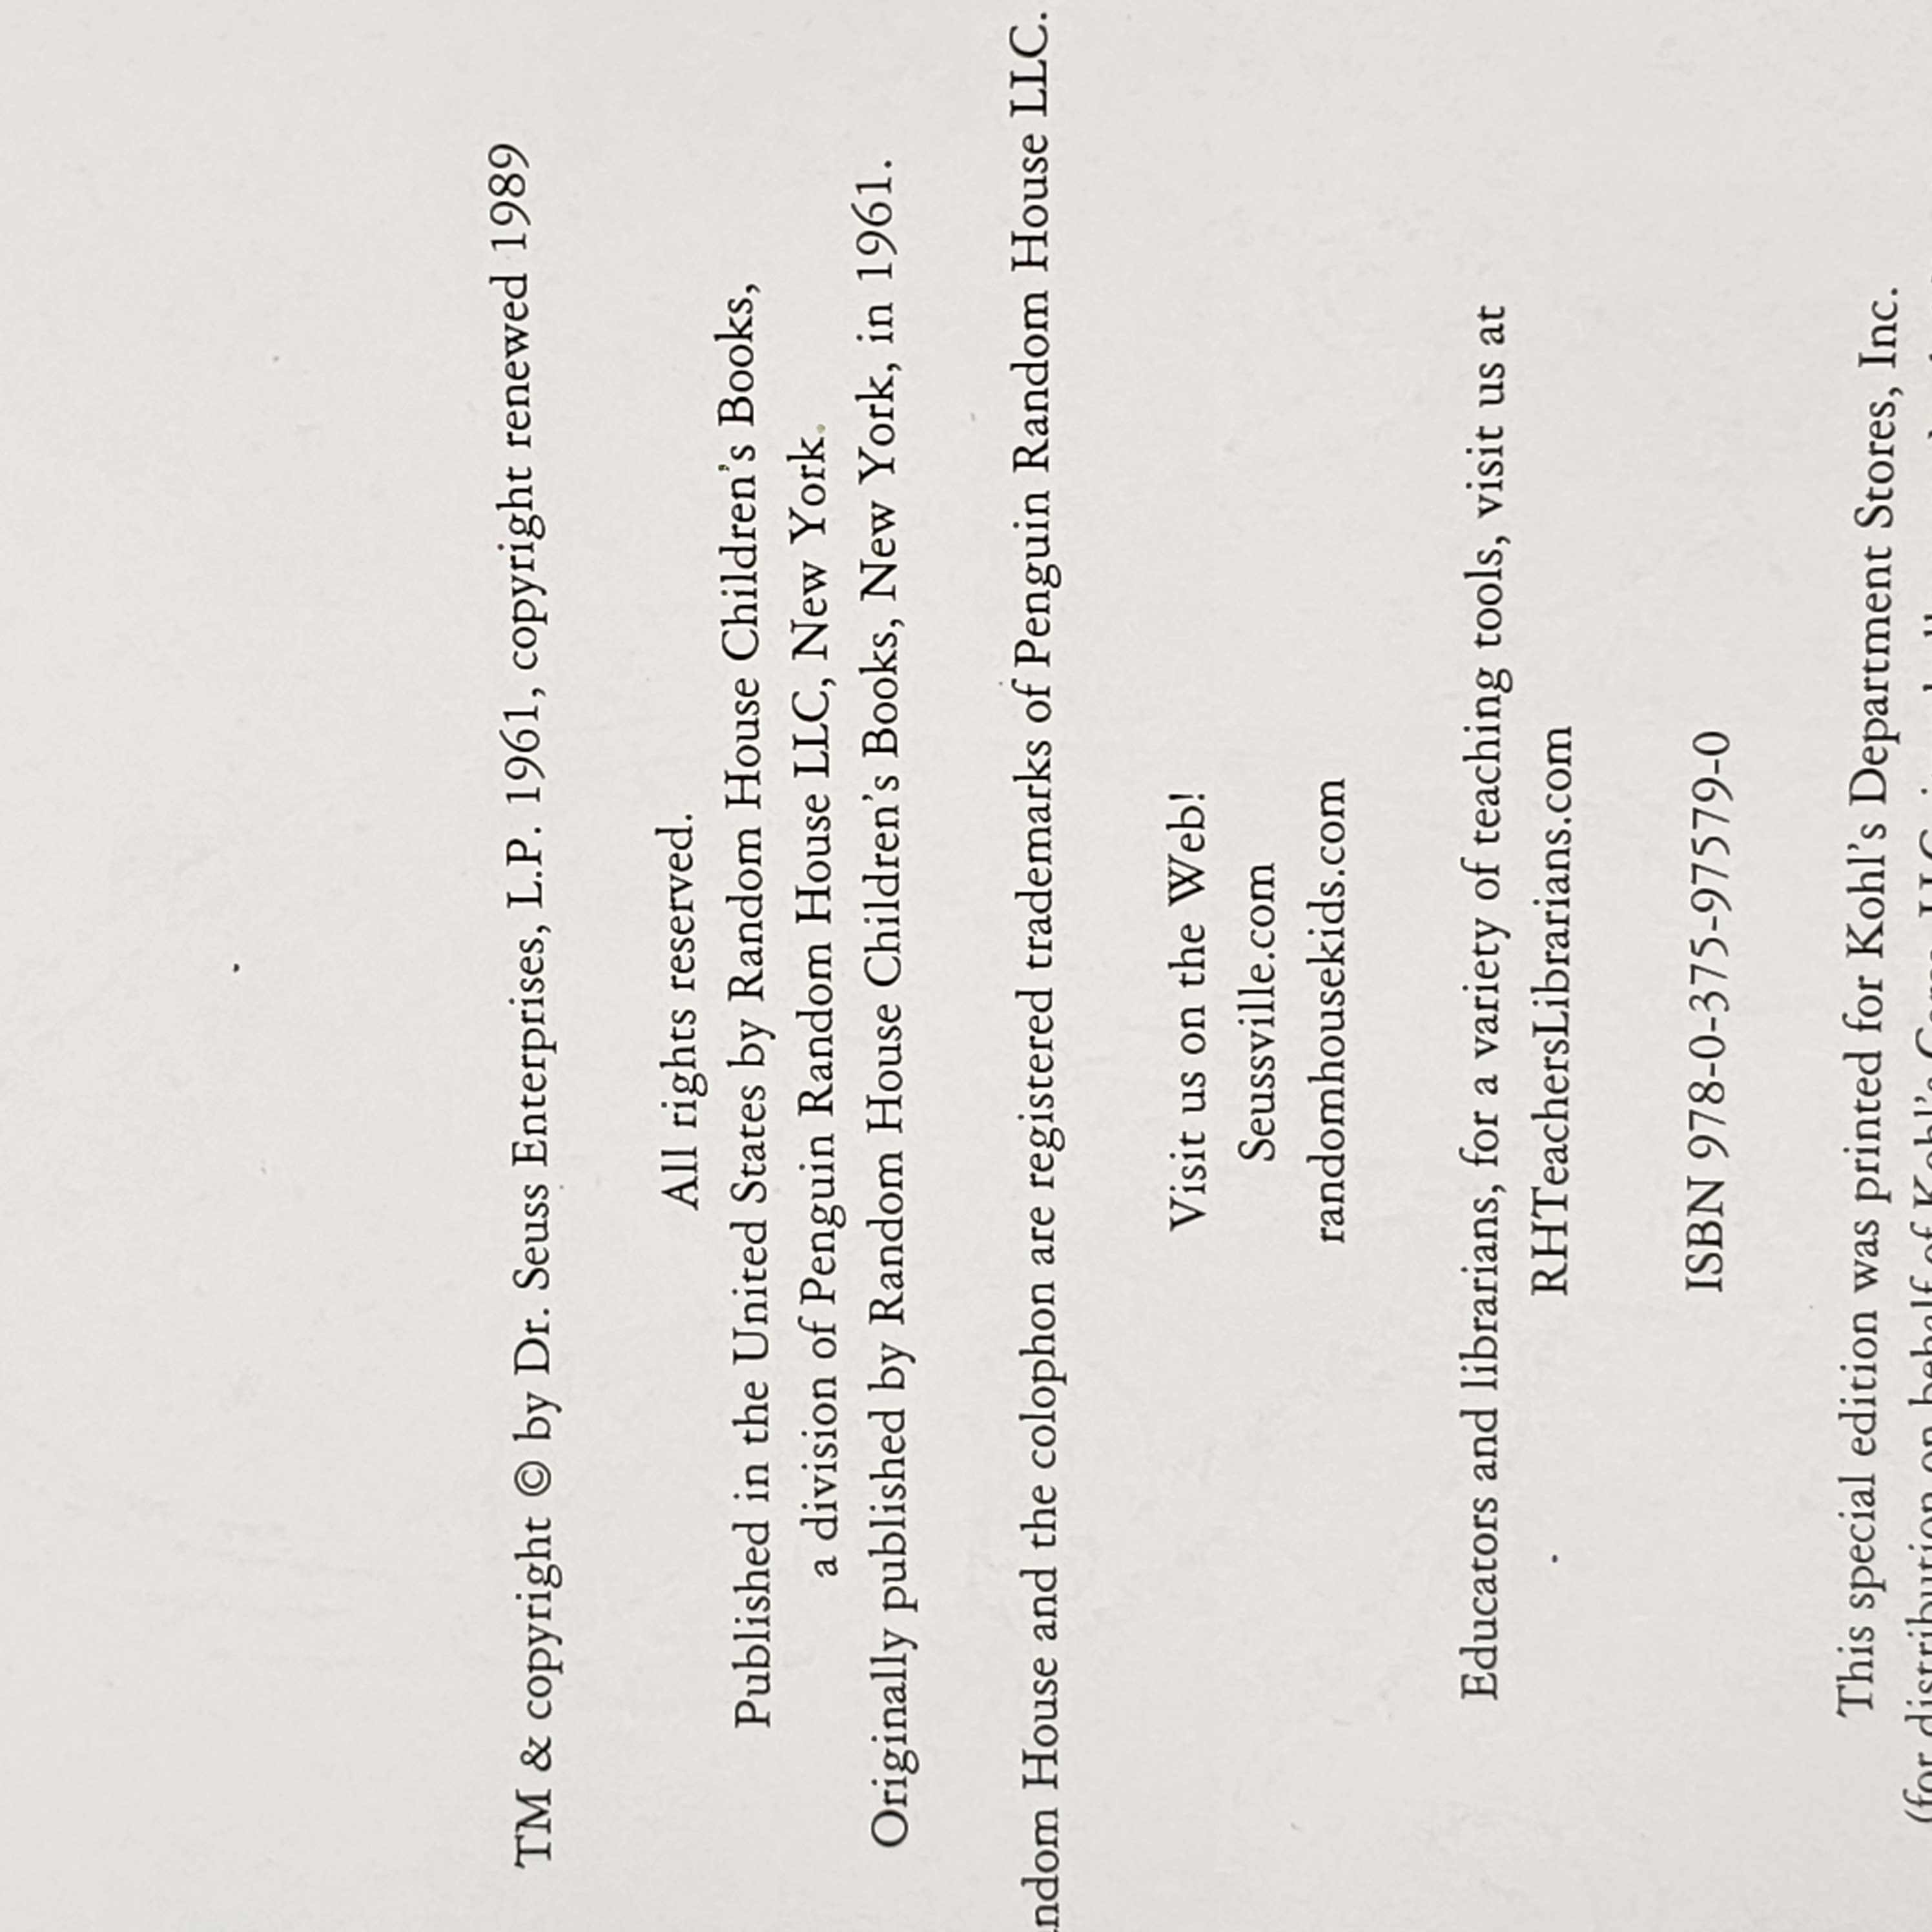 TM & copyright © by Dr. Seuss Enterprises, L.P. 1961, copyright renewed 1989
All rights reserved.
Published in the United States by Random House Children's Books,
a division of Penguin Random House LLC, New York.
Originally published by Random House Children's Books, New York, in 1961.
ndom House and the colophon are registered trademarks of Penguin Random House LLC.
Visit us on the Web!
Seussville.com
randomhousekids.com
Educators and librarians, for a variety of teaching tools, visit us at
RHTeachersLibrarians.com
ISBN 978-0-375-97579-0
This special edition was printed for Kohl's Department Stores, Inc.
(for distribution on behalf of Kohl's